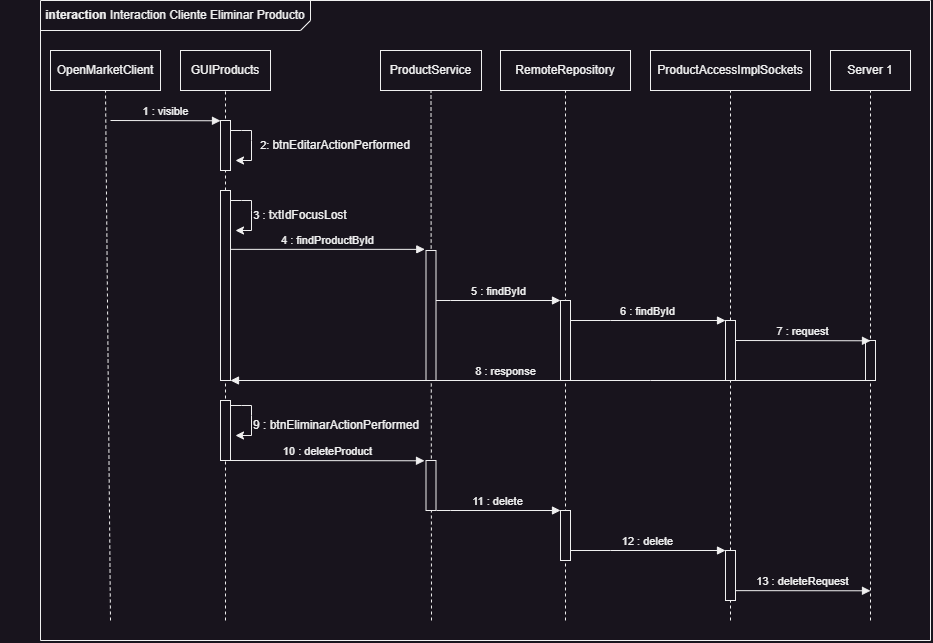 interaction Interaction Cliente Eliminar Producto
OpenMarketClient
GUIProducts
ProductService
RemoteRepository
ProductAccessImplSockets
Server 1
1 : visible
2: btnEditarActionPerformed
3 : txtIdFocusLost
4 : findProductById
5 : findById
6 : findById
7 : request
8 : response
9 : btnEliminarActionPerformed
10 : deleteProduct
11 : delete
12 : delete
13 : deleteRequest